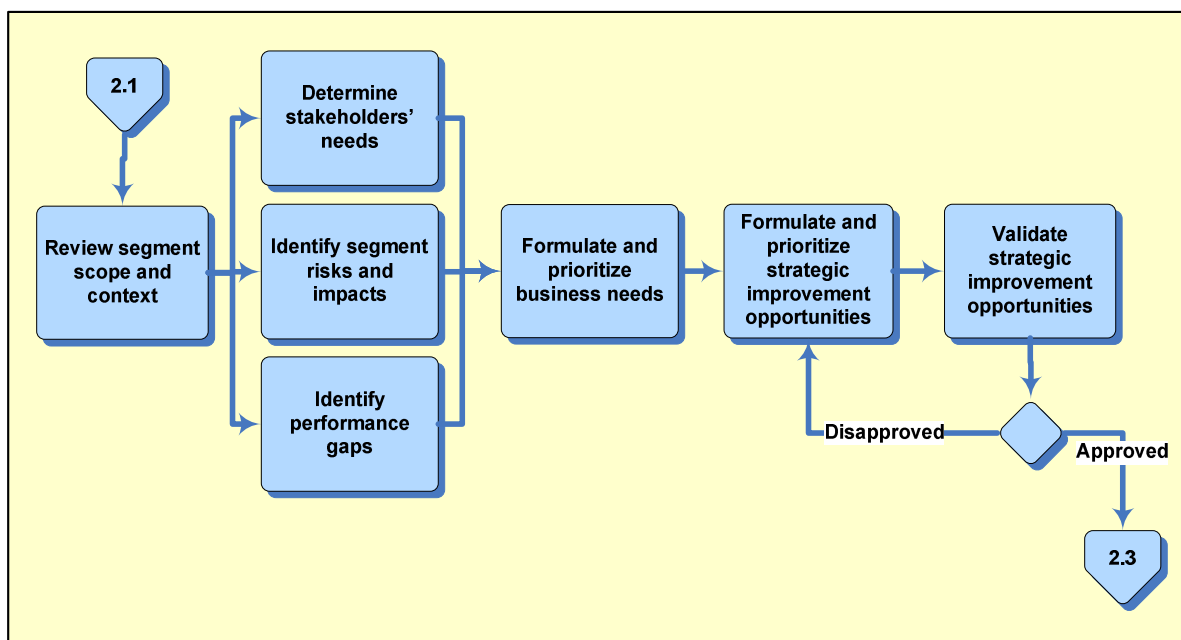 2.1
Review segment
scope and
context
Determine
stakeholders’
needs
Identify segment
risks and
impacts
Identify
performance
gaps
Formulate and
prioritize
business needs
Formulate and
prioritize
strategic
improvement
opportunities
Validate
strategic
improvement
opportunities
Disapproved
Approved
2.3